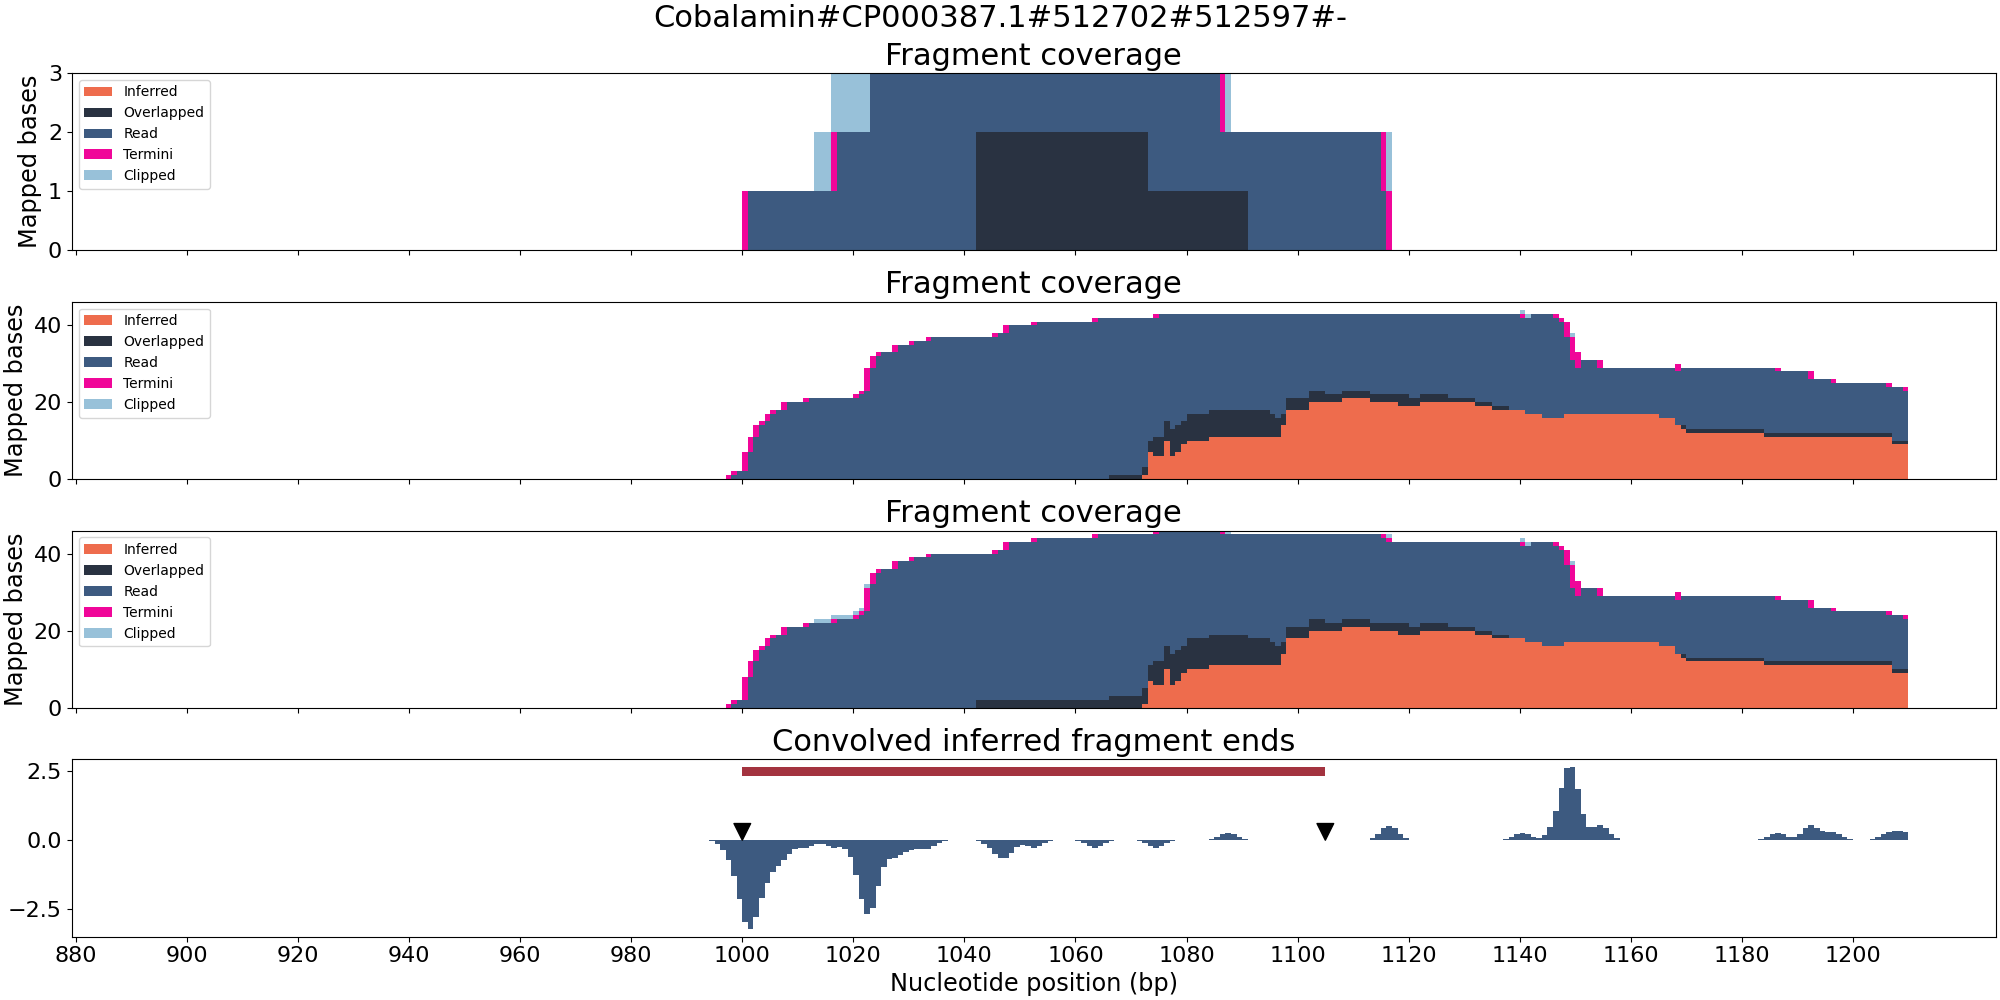 Cobalamin#CP000387.1#512702#512597#-
Fragment coverage
Mapped bases
3
2
1
0
Inferred
Overlapped
Read
Termini
Clipped
Fragment coverage
Mapped bases
40
20
0
Inferred
Overlapped
Read
Termini
Clipped
Fragment coverage
Mapped bases
40
20
0
Inferred
Overlapped
Read
Termini
Clipped
Convolved inferred fragment ends
2.5
0.0
−2.5
880 900 920 940 960 980 1000 1020 1040 1060 1080 1100 1120 1140 1160 1180 1200
Nucleotide position (bp)